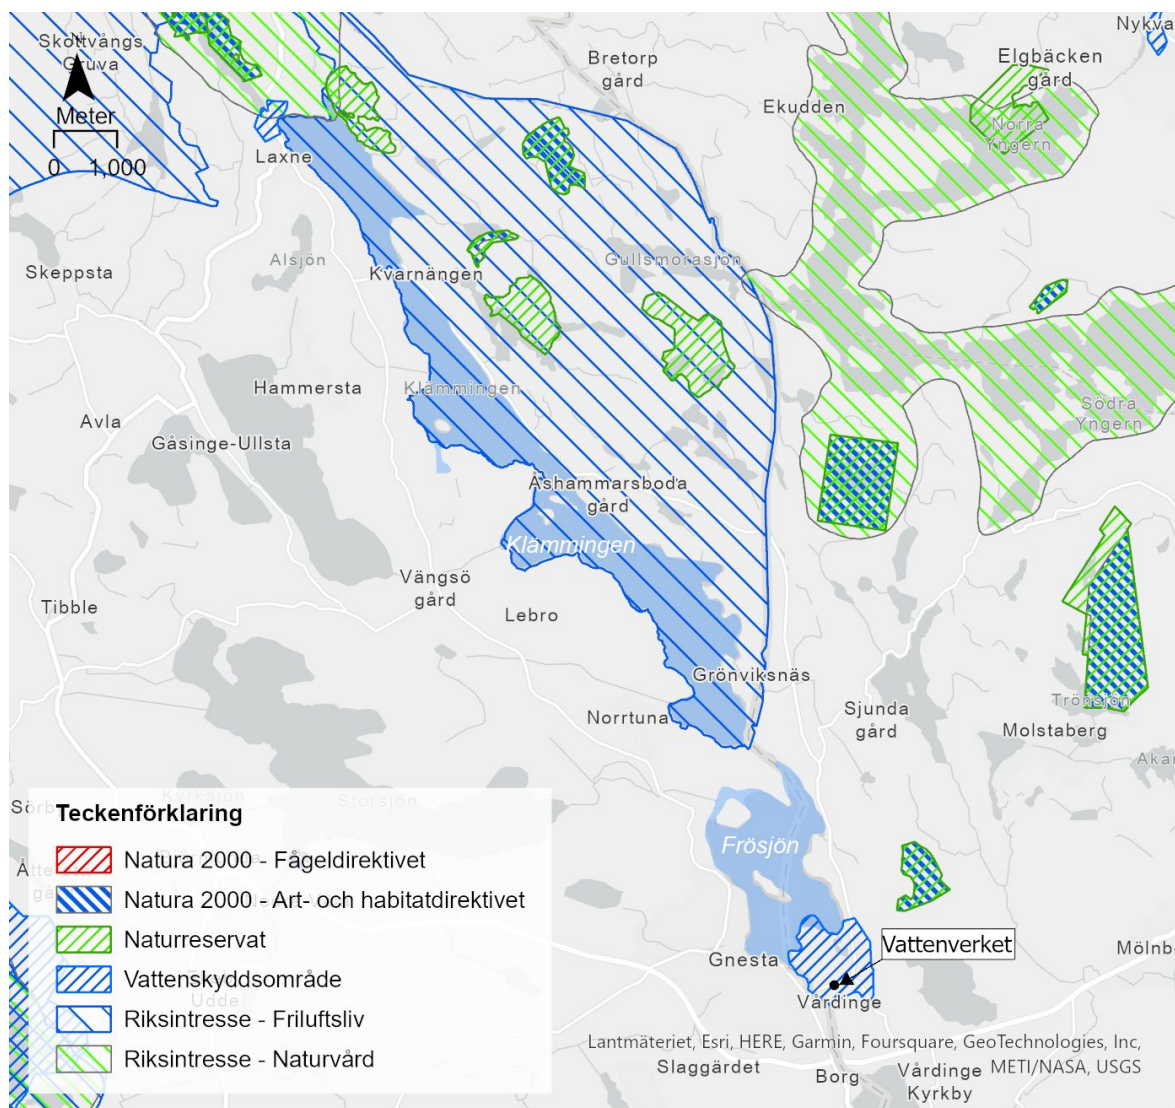 Skottvångs
Gruva
N
Meter
0 1,000
Bretorp
gård
Nykva
Elgbäcken
gård
Ekudden
Norra
Yngern
Laxne
Alsjön
Skeppsta
Kvarnängen
Gullsmorasjön
Hammersta
Klämmingen
Södra
Yngern
Avla
Gåsinge-Ullsta
Åshammarsboda
gård
Klämmingen
Vängsö
gård
Tibble
Lebro
Grönviksnäs
Norrtuna
Sjunda
gård
Trönsjön
Molstaberg
Akar
Kyrksjön
Storsjön
Sörb
Teckenförklaring
Natura 2000 - Fågeldirektivet
Natura 2000 - Art- och habitatdirektivet
Naturreservat
Vattenskyddsområde
Riksintresse - Friluftsliv
Riksintresse - Naturvård
Udde
Frösjön
Vattenverket
Gnesta
Mölnb
Vårdinge
Lantmäteriet, Esri, HERE, Garmin, Foursquare, GeoTechnologies, Inc,
METI/NASA, USGS
Slaggärdet
Borg
Vårdinge
Kyrkby